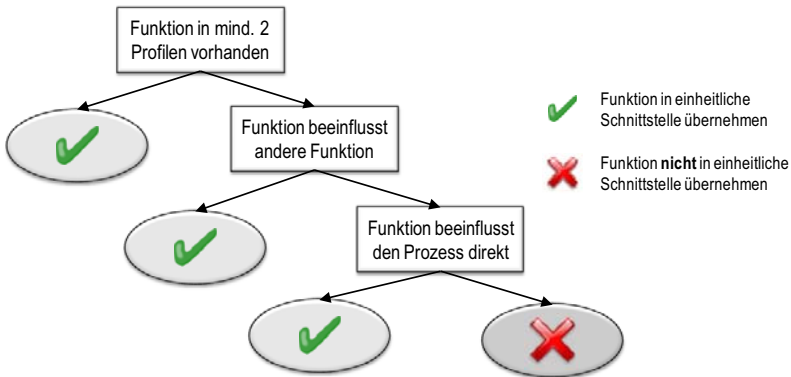 Funktion in mind. 2
Profilen vorhanden
Funktion beeinflusst
andere Funktion
Funktion beeinflusst
den Prozess direkt
Funktion in einheitliche
Schnittstelle übernehmen
Funktion nicht in einheitliche
Schnittstelle übernehmen